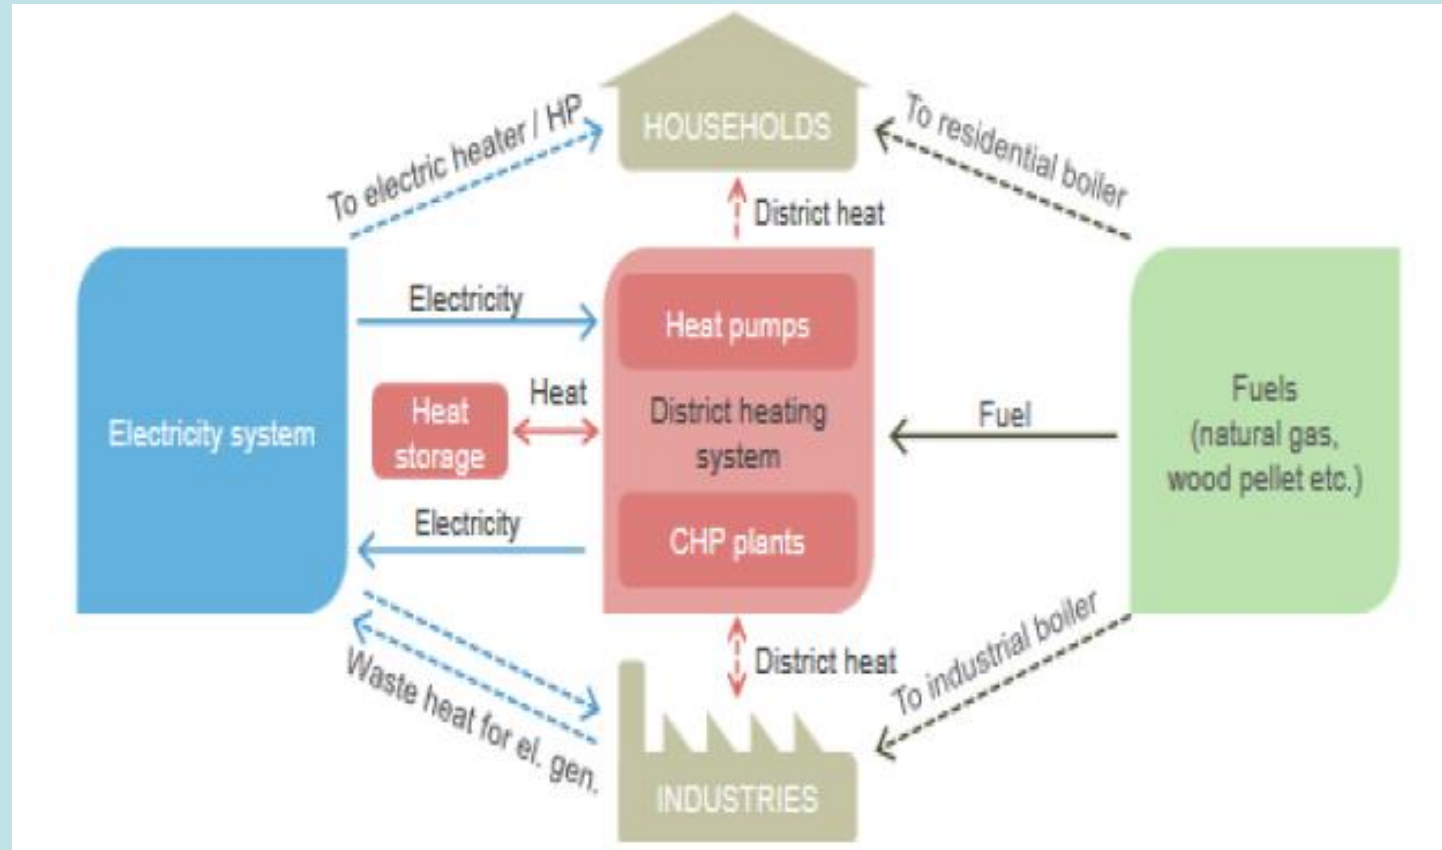 HOUSEHOLDS
To electric heater / HP
To residential boiler
District heat
Electricity
Heat pumps
Heat
Heat
storage
Electricity system
District heating
system
Fuel
Fuels
(natural gas,
wood pellet etc.)
Electricity
CHP plants
District heat
Waste heat for el. gen.
To industrial boiler
INDUSTRIES